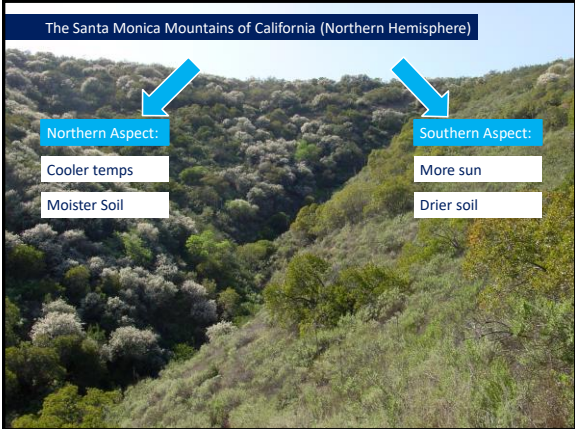 The Santa Monica Mountains of California (Northern Hemisphere)
Northern Aspect:
Cooler temps
Moister Soil
Southern Aspect:
More sun
Drier soil